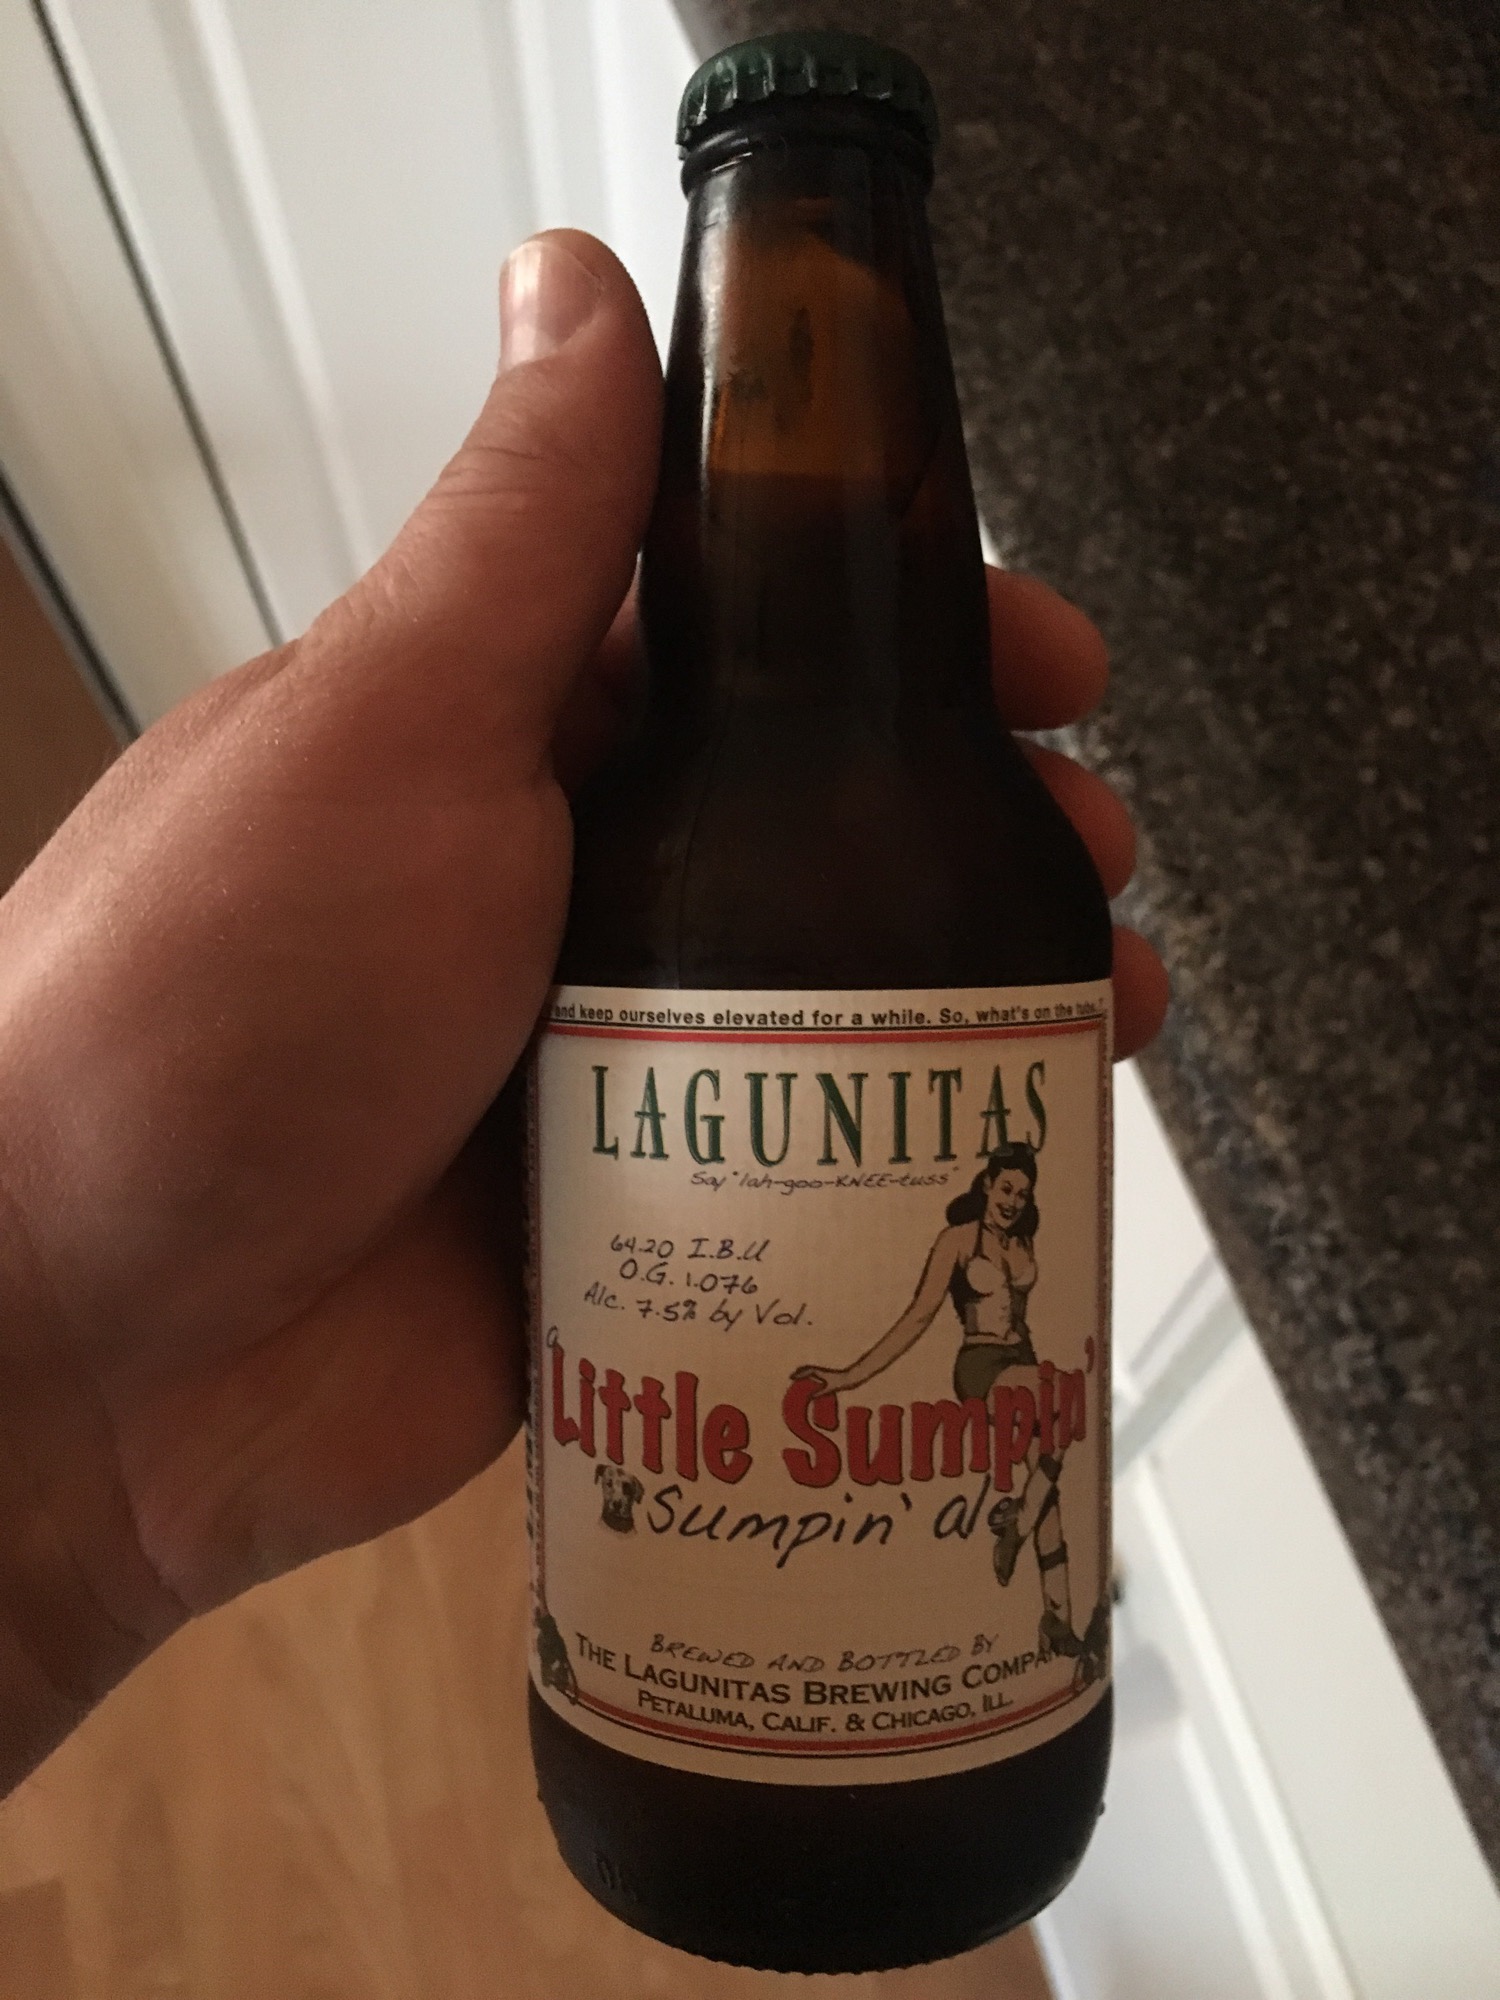 and keep ourselves elevated for a while. So, what's on the tube?
LAGUNITAS
Say "lah-goo-KNEE-tuss"
64.20 I.B.U
O.G. 1.076
Alc. 7.5% by Vol.
a
Little Sumpin'
Sumpin' ale
BREWED AND BOTTLED BY
THE LAGUNITAS BREWING COMPANY
PETALUMA, CALIF. & CHICAGO, ILL.